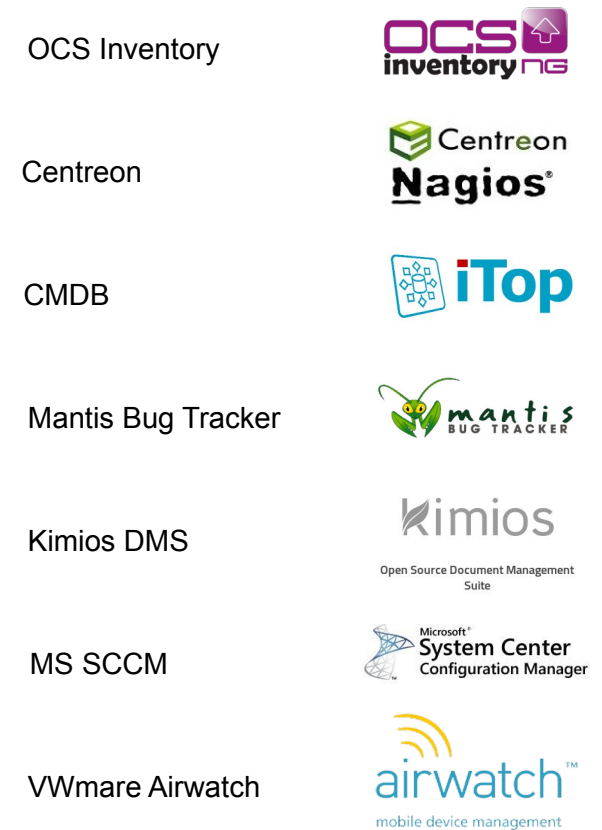 OCS Inventory
OCS
inventory NG
Centreon
Centreon
Nagios®
CMDB
iTop
Mantis Bug Tracker
mantis
BUG TRACKER
Kimios DMS
kimios
Open Source Document Management
Suite
MS SCCM
Microsoft®
System Center
Configuration Manager
VWmare Airwatch
airwatch™
mobile device management